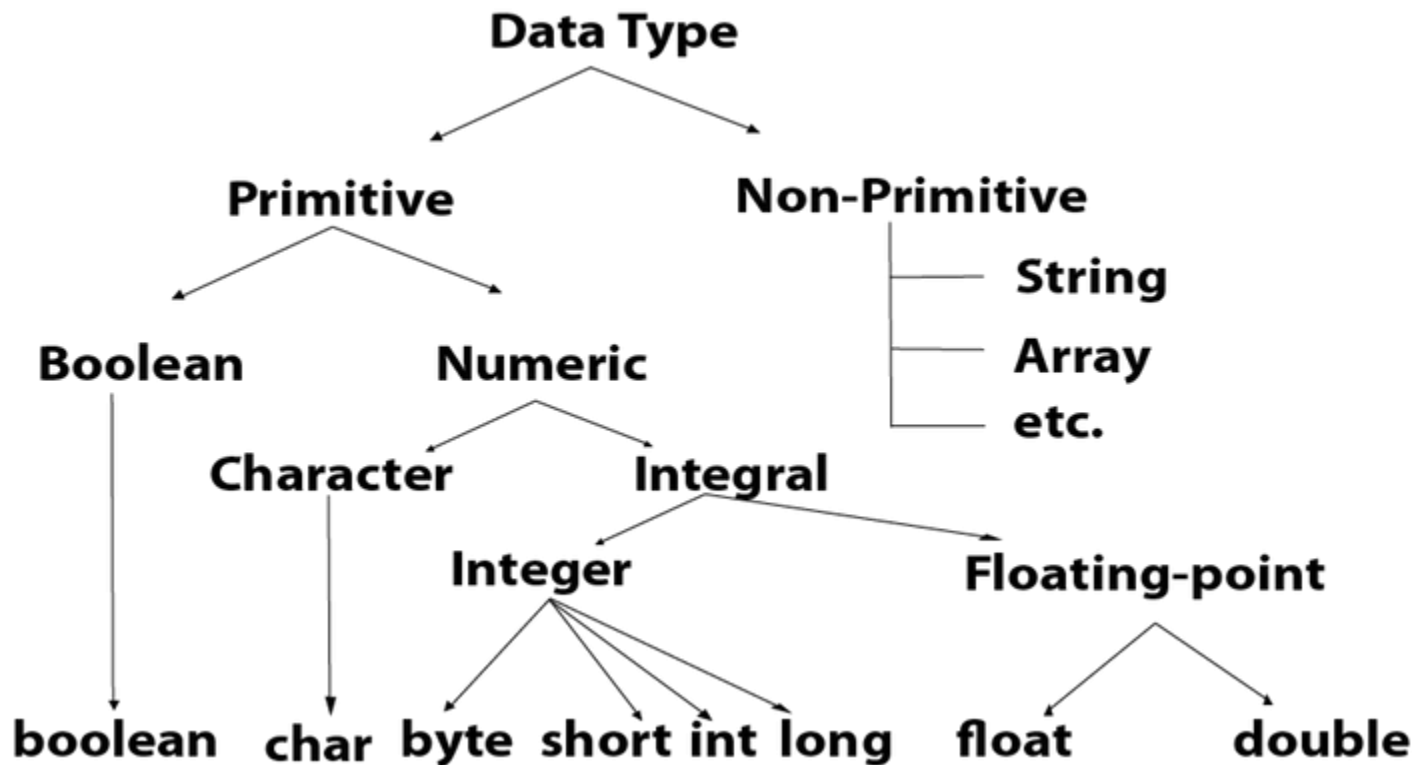 Data Type
Primitive
Non-Primitive
String
Array
etc.
Boolean
Numeric
Character
Integral
Integer
Floating-point
boolean
char
byte
short
int
long
float
double